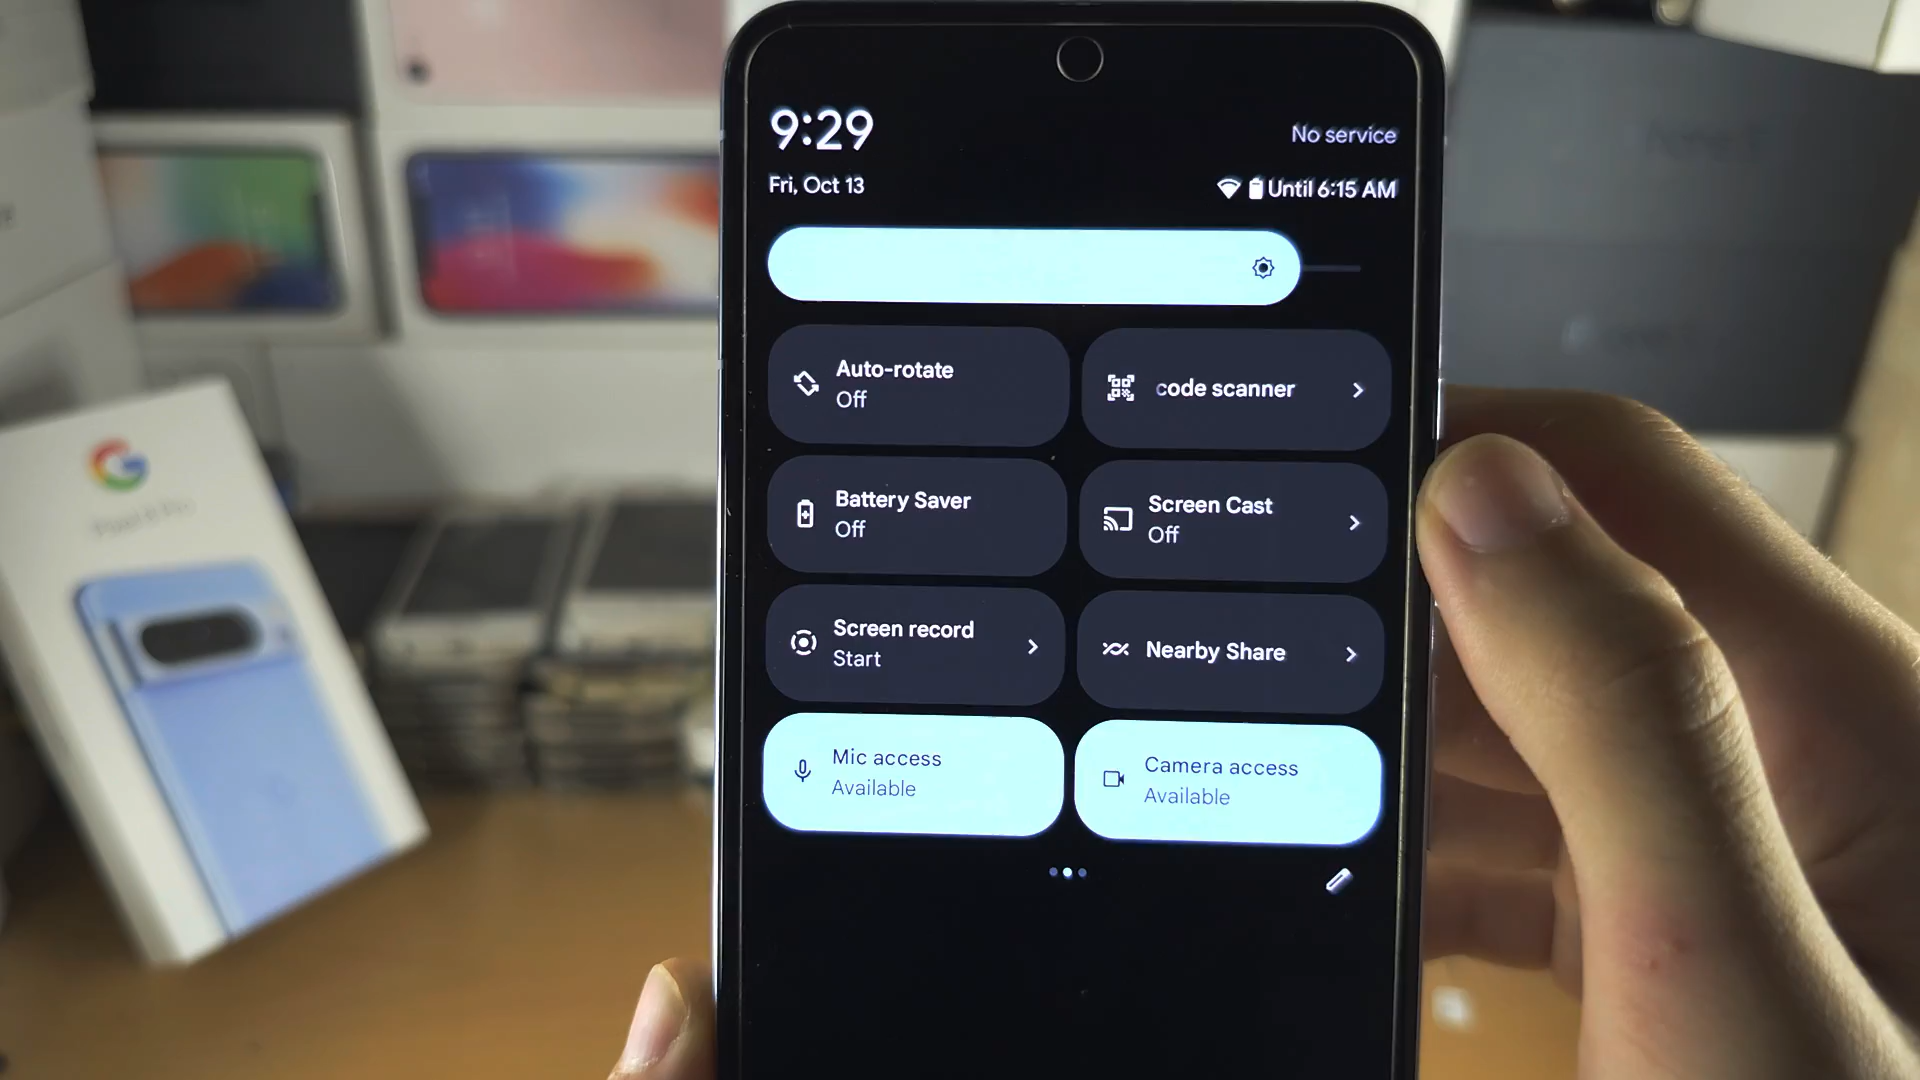 9:29
No service
Fri, Oct 13
Until 6:15 AM
Auto-rotate
Off
code scanner
Battery Saver
Off
Screen Cast
Off
Screen record
Start
Nearby Share
Mic access
Available
Camera access
Available